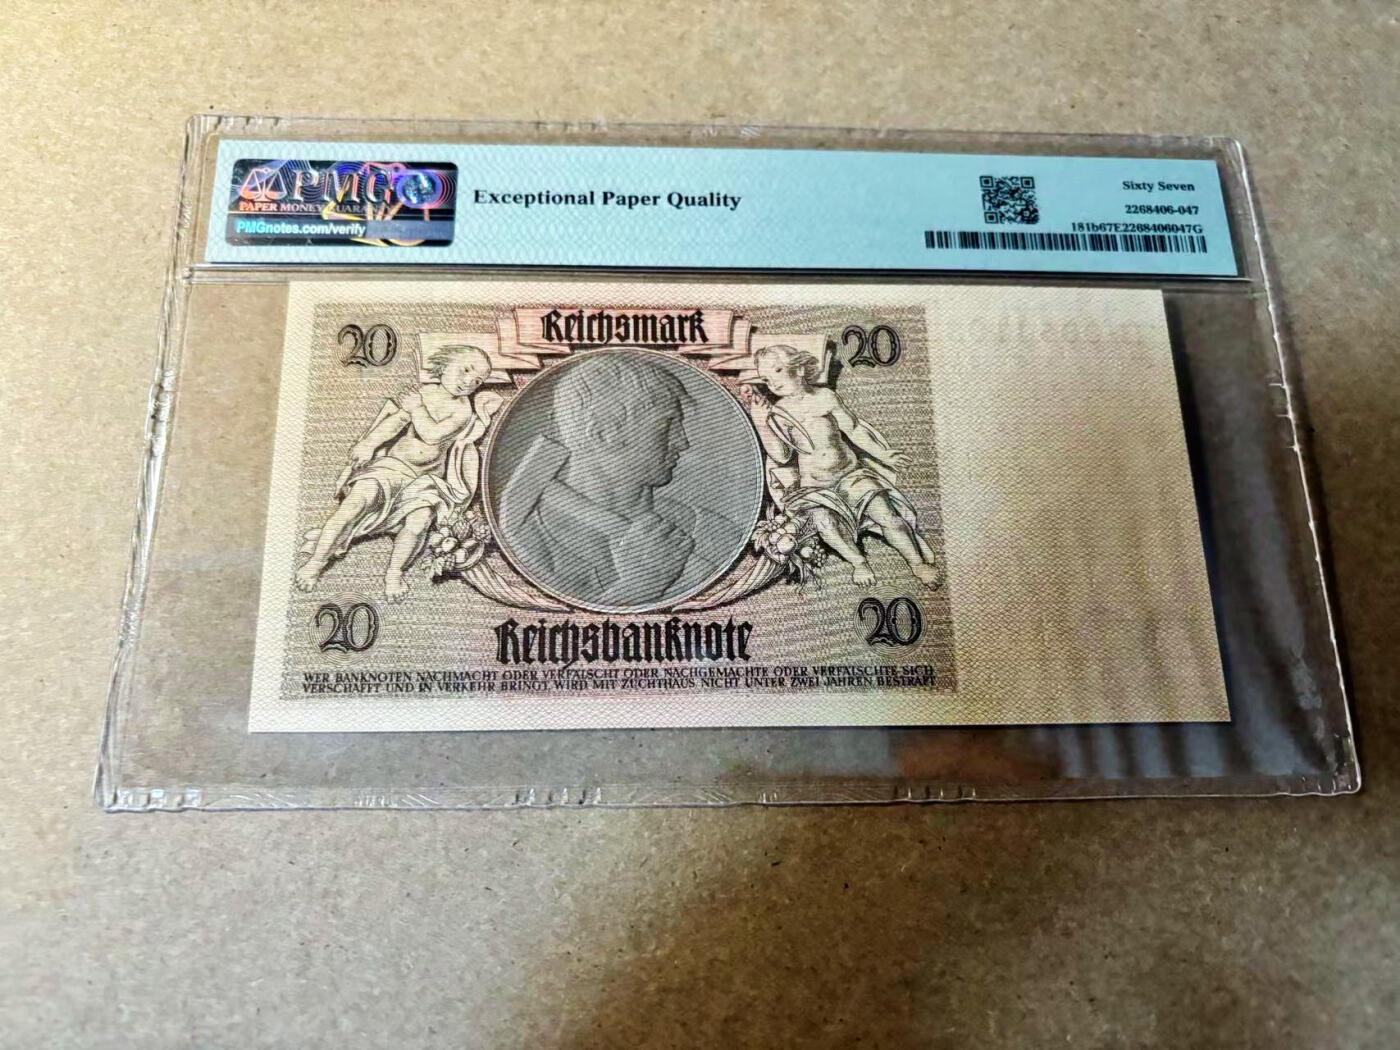 PMG
PAPER MONEY GUARANTY
PMGnotes.com/verify
Exceptional Paper Quality
Sixty Seven
2268406-047
181b67E2268406047G
20 Reichsmark 20
20 Reichsbanknote 20
WER BANKNOTEN NACHMACHT ODER VERFÄLSCHT ODER NACHGEMACHTE ODER VERFÄLSCHTE SICH
VERSCHAFFT UND IN VERKEHR BRINGT, WIRD MIT ZUCHTHAUS NICHT UNTER ZWEI JAHREN BESTRAFT